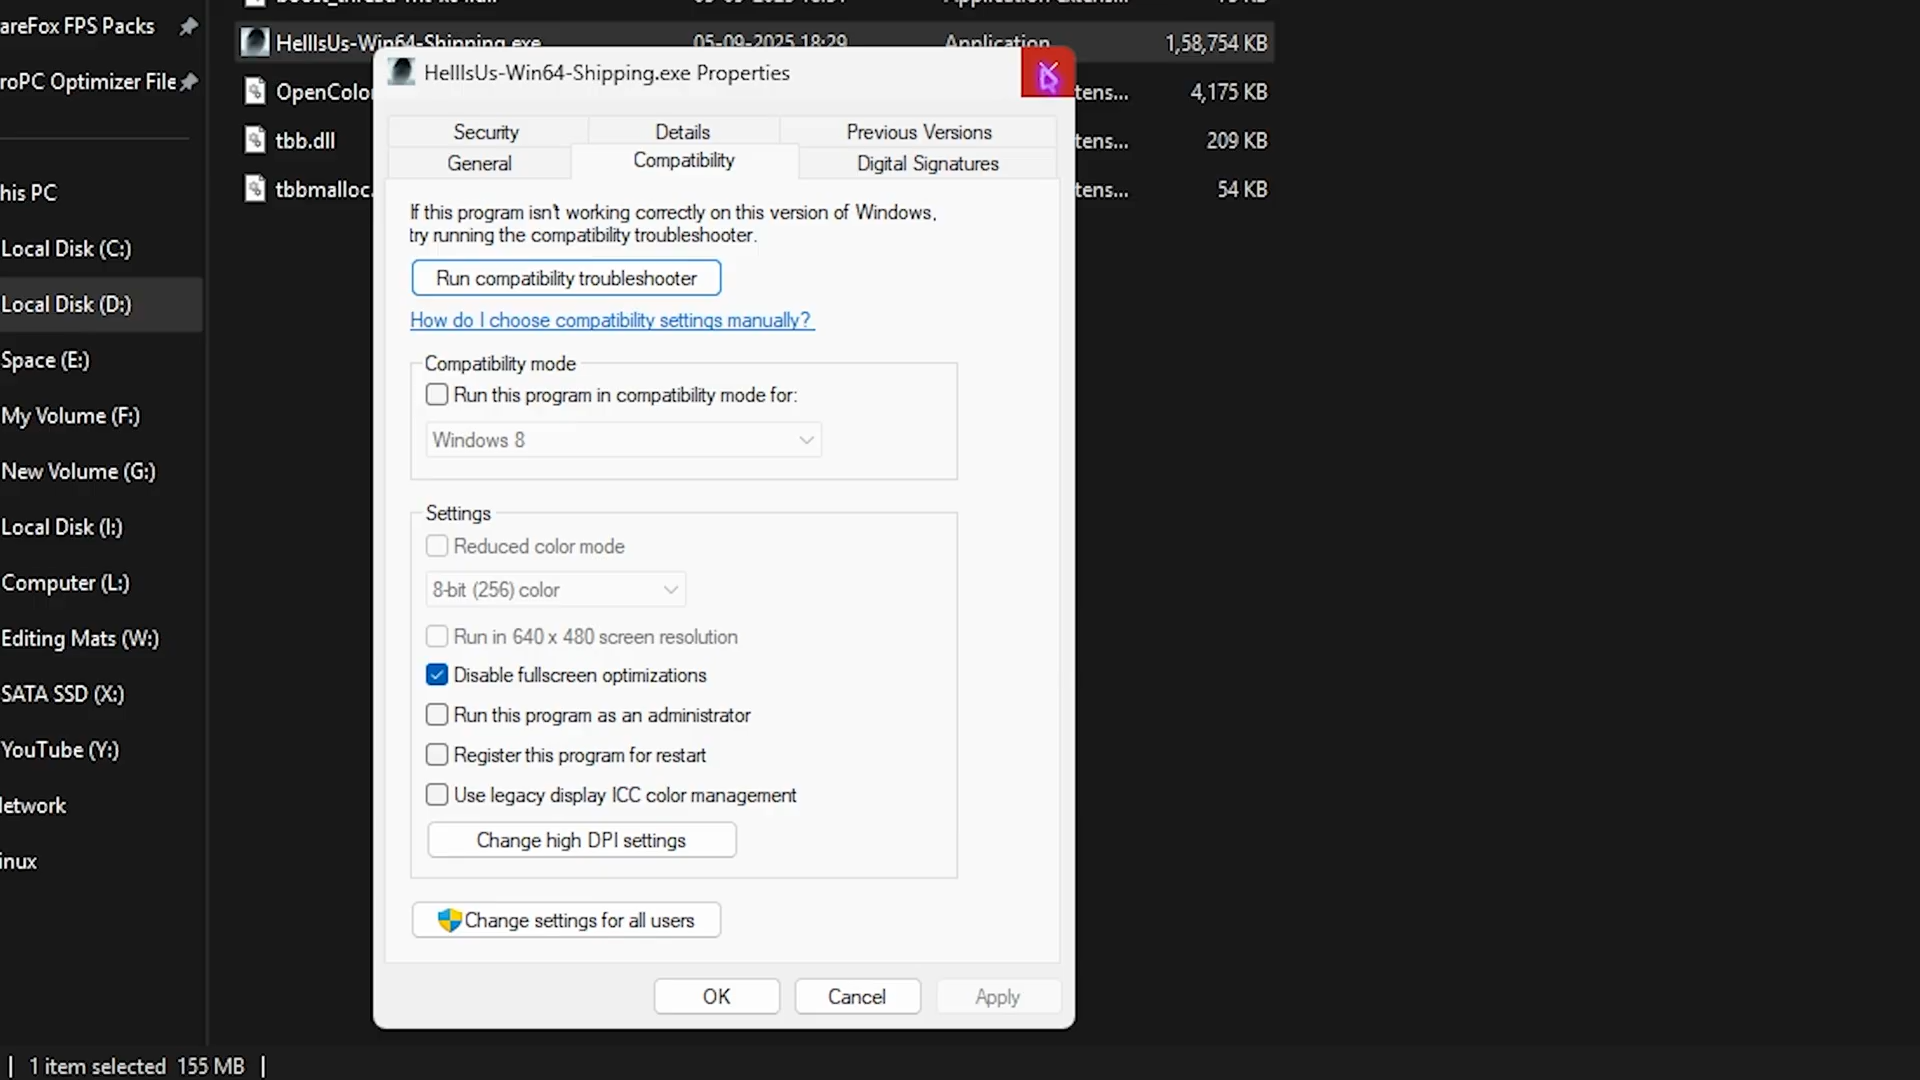 areFox FPS Packs
roPC Optimizer File
his PC
Local Disk (C:)
Local Disk (D:)
Space (E:)
My Volume (F:)
New Volume (G:)
Local Disk (I:)
Computer (L:)
Editing Mats (W:)
SATA SSD (X:)
YouTube (Y:)
etwork
inux
HellIsUs-Win64-Shipping.exe 05-09-2025 18:29 Application 1,58,754 KB
OpenColor tens... 4,175 KB
tbb.dll tens... 209 KB
tbbmalloc. tens... 54 KB
HellIsUs-Win64-Shipping.exe Properties
Security Details Previous Versions
General Compatibility Digital Signatures
If this program isn't working correctly on this version of Windows,
try running the compatibility troubleshooter.
Run compatibility troubleshooter
How do I choose compatibility settings manually?
Compatibility mode
Run this program in compatibility mode for:
Windows 8
Settings
Reduced color mode
8-bit (256) color
Run in 640 x 480 screen resolution
Disable fullscreen optimizations
Run this program as an administrator
Register this program for restart
Use legacy display ICC color management
Change high DPI settings
Change settings for all users
OK Cancel Apply
1 item selected 155 MB